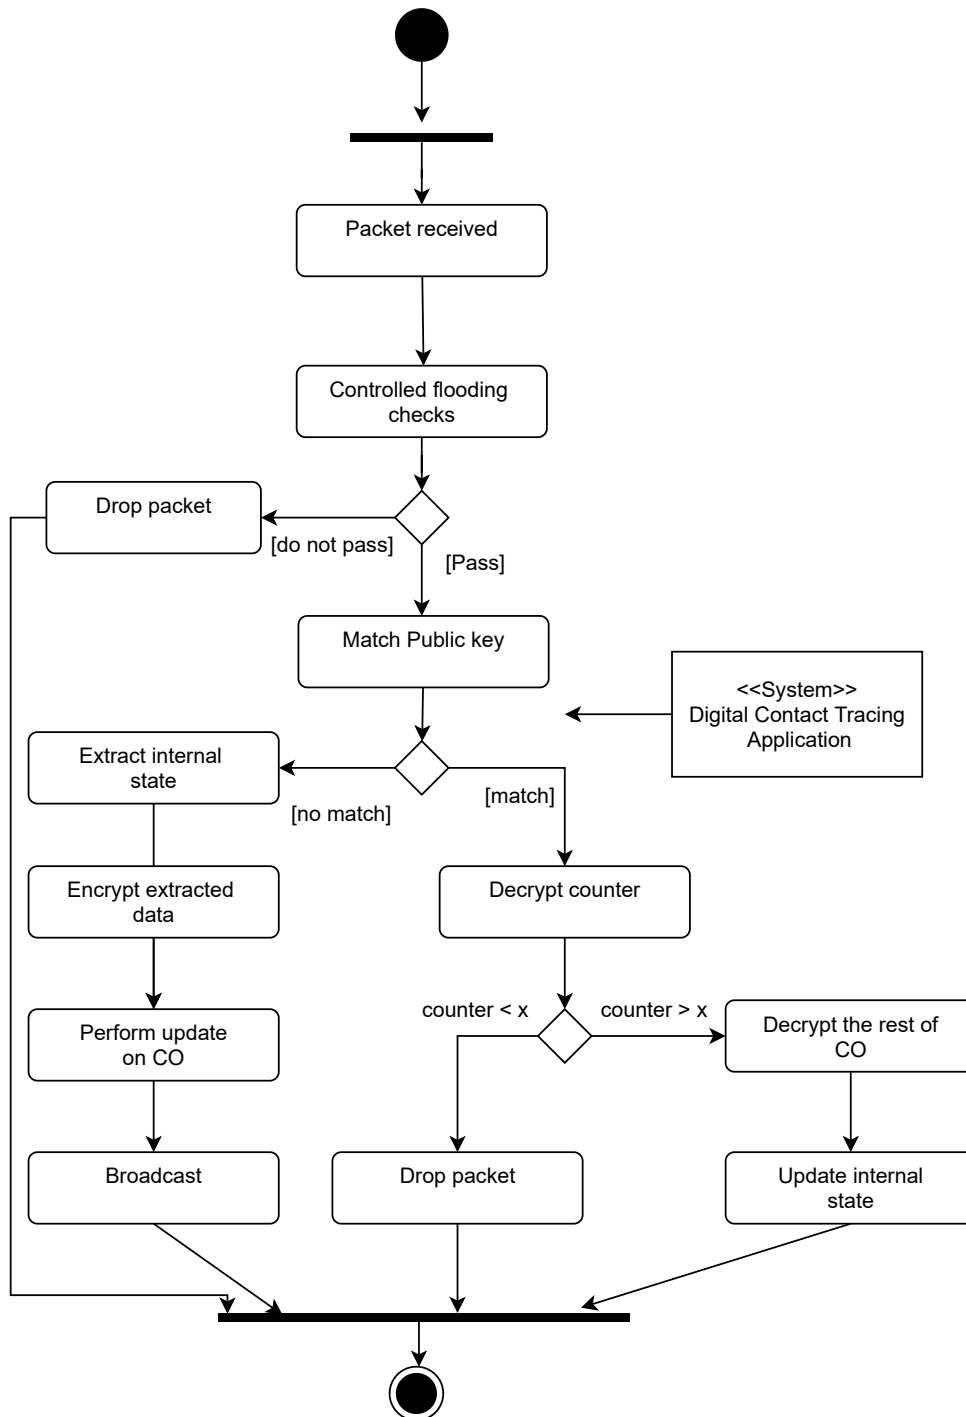 Packet received
Controlled flooding
checks
Drop packet
[do not pass]
[Pass]
Match Public key
<<System>>
Digital Contact Tracing
Application
Extract internal
state
[no match]
[match]
Encrypt extracted
data
Decrypt counter
counter < x
counter > x
Perform update
on CO
Decrypt the rest of
CO
Broadcast
Drop packet
Update internal
state